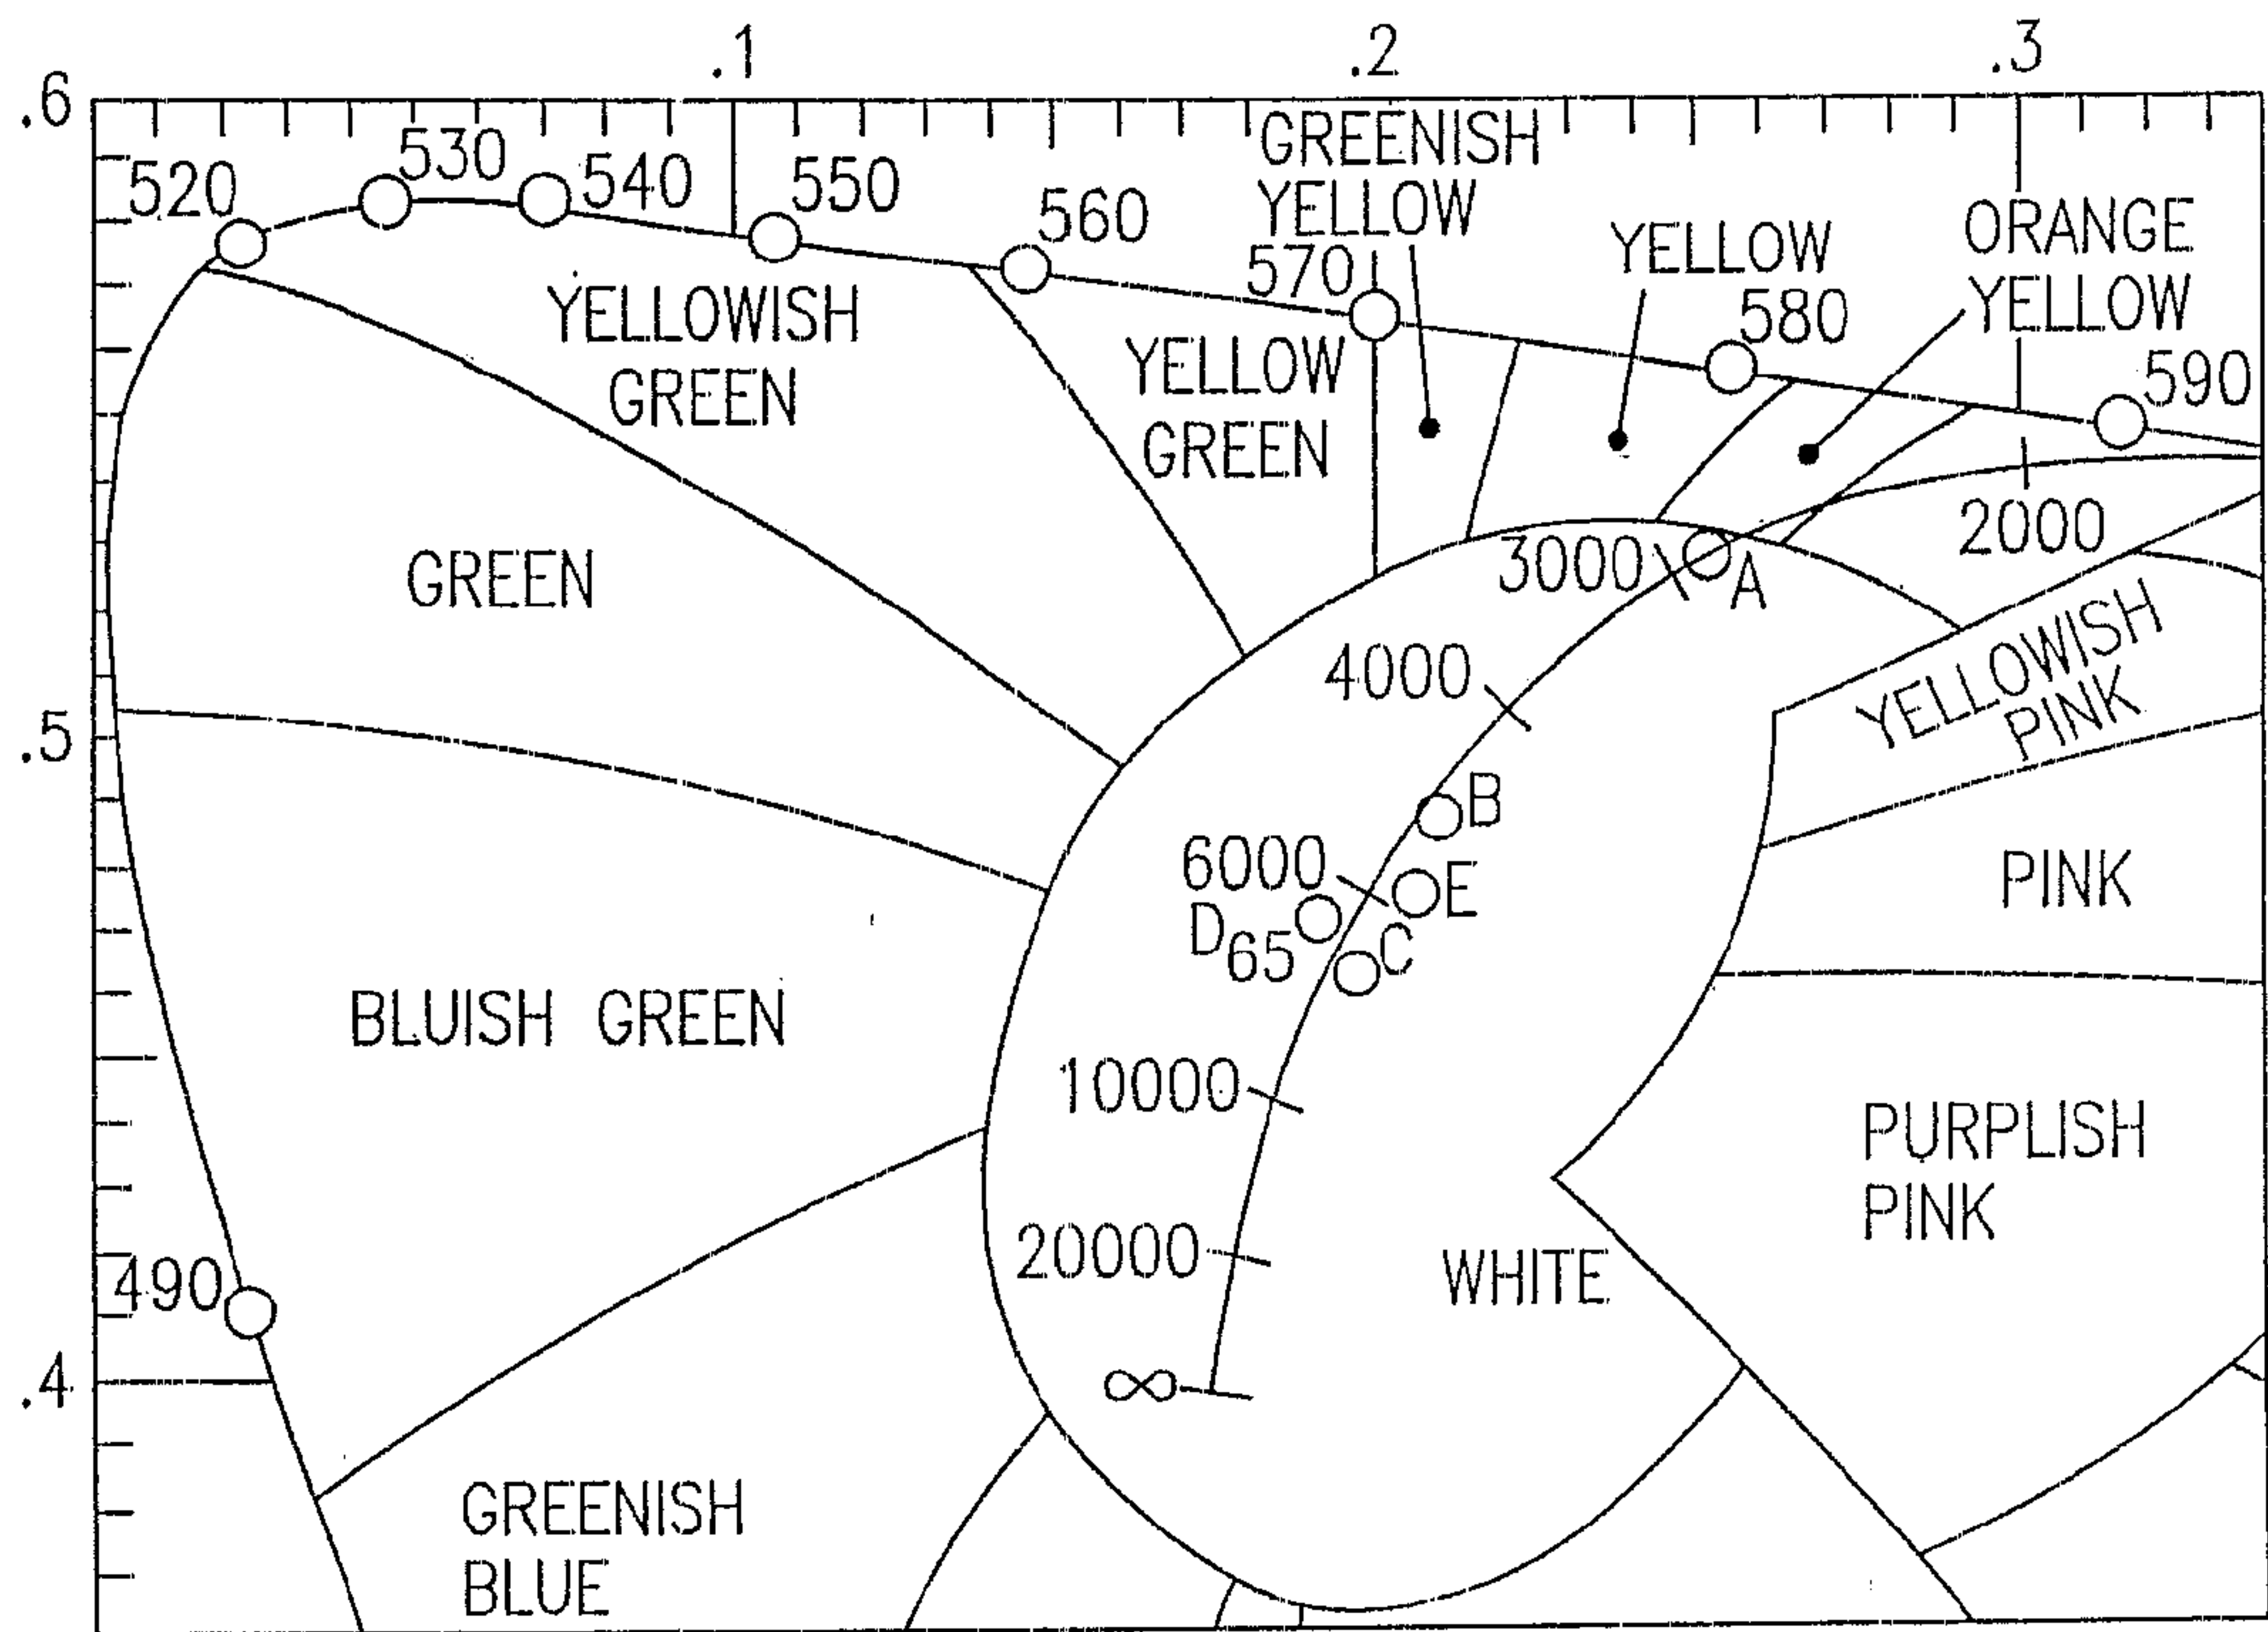 .1
.2
.3
.6
520
530
540
550
560
570
GREENISH
YELLOW
YELLOW
580
ORANGE
YELLOW
590
YELLOWISH
GREEN
YELLOW
GREEN
GREEN
3000
A
2000
4000
YELLOWISH
PINK
.5
B
6000
E
D65
C
PINK
BLUISH GREEN
10000
PURPLISH
PINK
20000
WHITE
490
.4
∞
GREENISH
BLUE